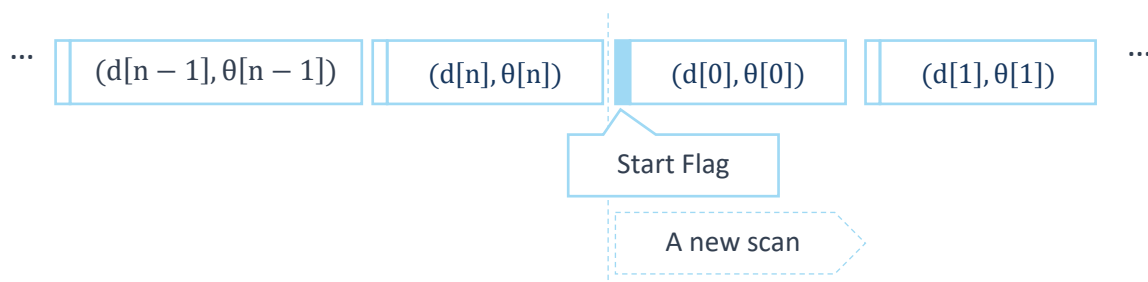 ... (d[n − 1], θ[n − 1]) (d[n], θ[n]) (d[0], θ[0]) (d[1], θ[1]) ...
Start Flag
A new scan